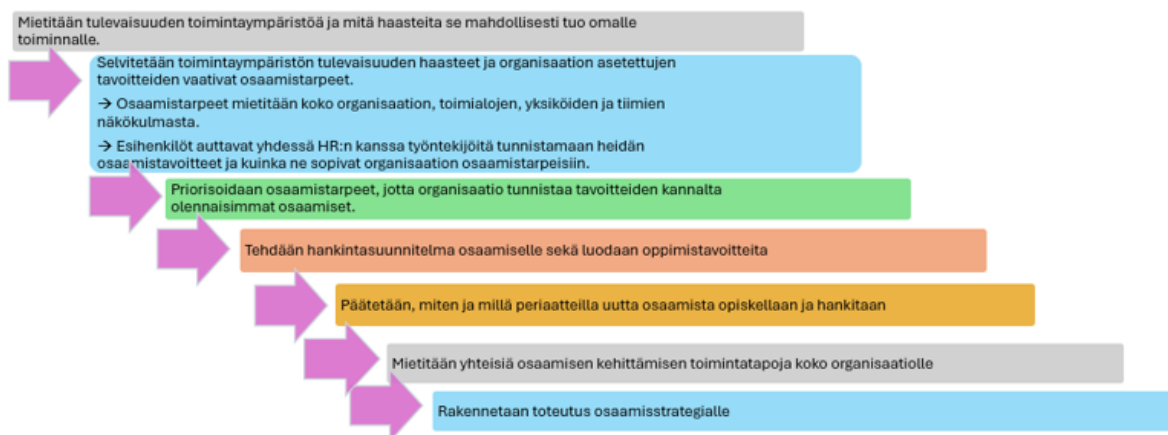 Mietitään tulevaisuuden toimintaympäristöä ja mitä haasteita se mahdollisesti tuo omalle
toiminnalle.
Selvitetään toimintaympäristön tulevaisuuden haasteet ja organisaation asetettujen
tavoitteiden vaativat osaamistarpeet.
→ Osaamistarpeet mietitään koko organisaation, toimialojen, yksiköiden ja tiimien
näkökulmasta.
→ Esihenkilöt auttavat yhdessä HR:n kanssa työntekijöitä tunnistamaan heidän
osaamistavoitteet ja kuinka ne sopivat organisaation osaamistarpeisiin.
Priorisoidaan osaamistarpeet, jotta organisaatio tunnistaa tavoitteiden kannalta
olennaisimmat osaamiset.
Tehdään hankintasuunnitelma osaamiselle sekä luodaan oppimistavoitteita
Päätetään, miten ja millä periaatteilla uutta osaamista opiskellaan ja hankitaan
Mietitään yhteisiä osaamisen kehittämisen toimintatapoja koko organisaatiolle
Rakennetaan toteutus osaamisstrategialle